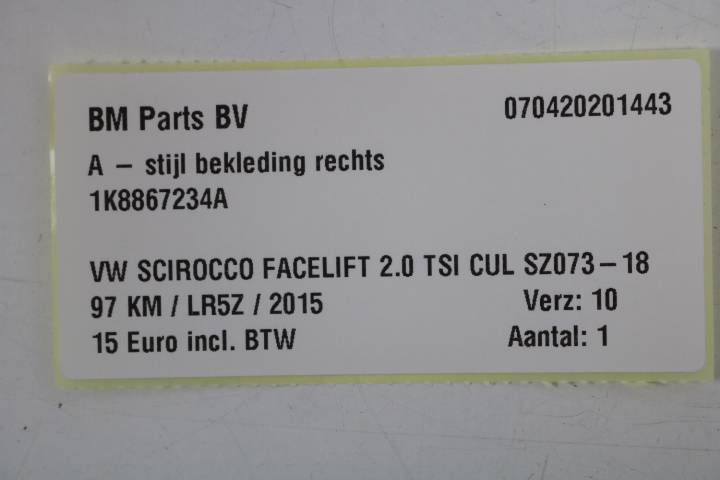 BM Parts BV 070420201443
A – stijl bekleding rechts
1K8867234A
VW SCIROCCO FACELIFT 2.0 TSI CUL SZ073–18
97 KM / LR5Z / 2015 Verz: 10
15 Euro incl. BTW Aantal: 1